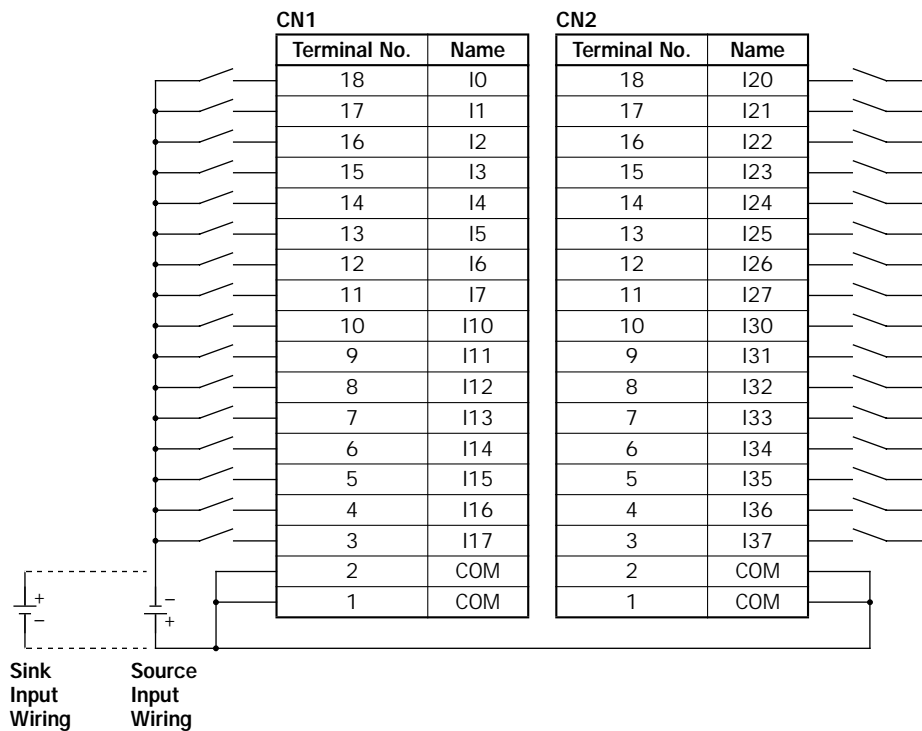 CN1 CN2
Terminal No. Name Terminal No. Name
18 I0 18 I20
17 I1 17 I21
16 I2 16 I22
15 I3 15 I23
14 I4 14 I24
13 I5 13 I25
12 I6 12 I26
11 I7 11 I27
10 I10 10 I30
9 I11 9 I31
8 I12 8 I32
7 I13 7 I33
6 I14 6 I34
5 I15 5 I35
4 I16 4 I36
3 I17 3 I37
2 COM 2 COM
1 COM 1 COM
+ −
− +
Sink Source
Input Input
Wiring Wiring